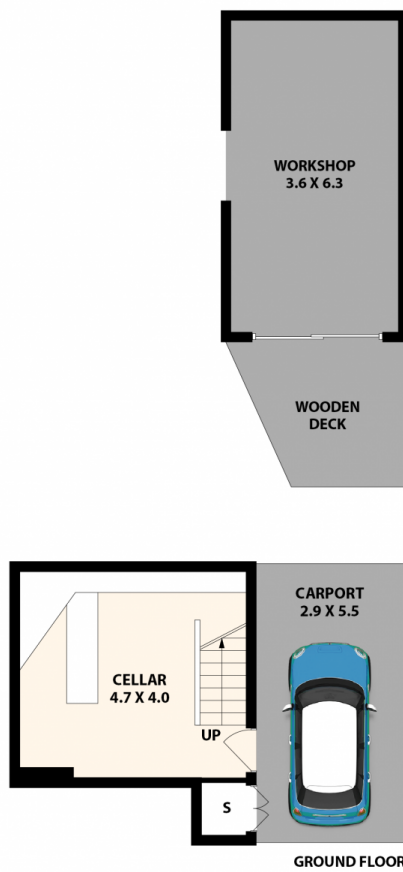 WORKSHOP
3.6 X 6.3
WOODEN
DECK
CARPORT
2.9 X 5.5
CELLAR
4.7 X 4.0
UP
S
GROUND FLOOR